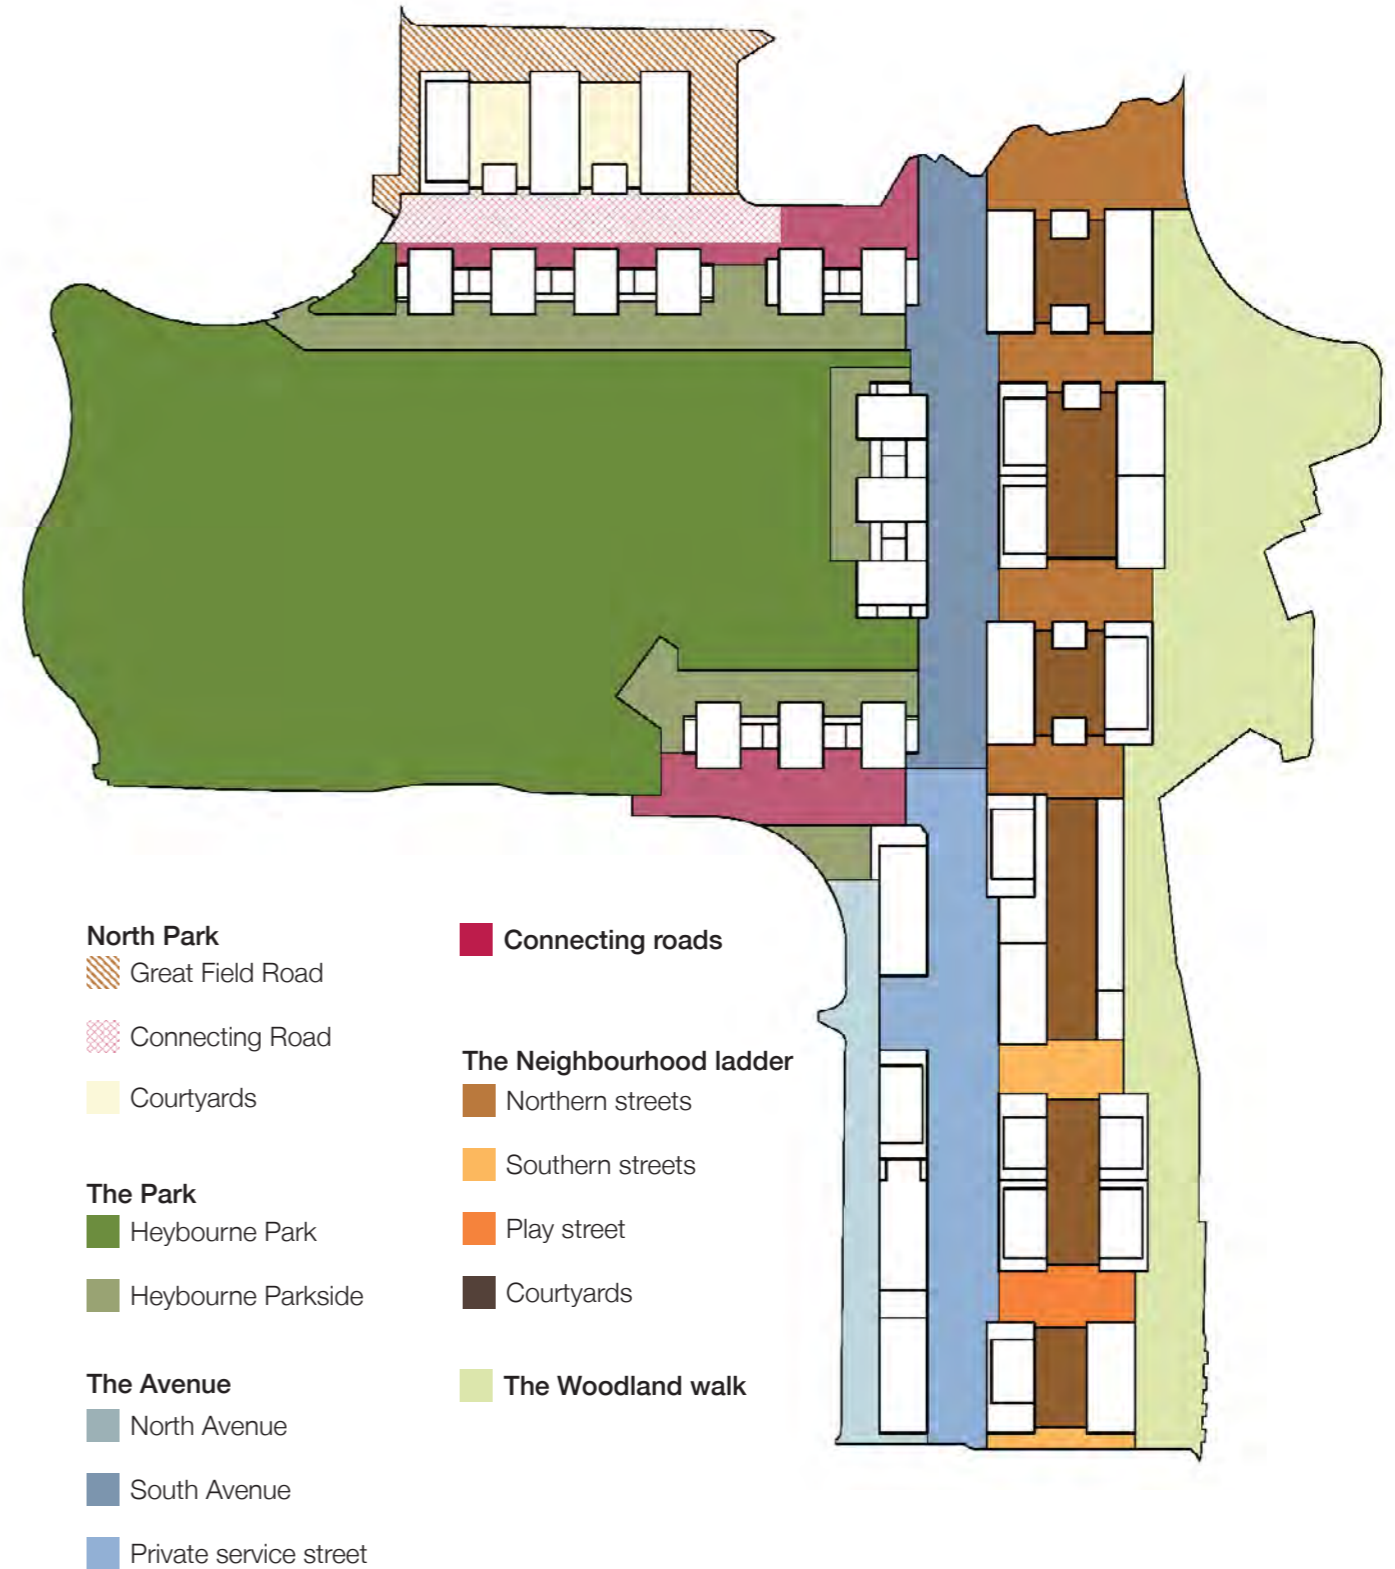 North Park
Great Field Road
Connecting Road
Courtyards
The Park
Heybourne Park
Heybourne Parkside
The Avenue
North Avenue
South Avenue
Private service street
Connecting roads
The Neighbourhood ladder
Northern streets
Southern streets
Play street
Courtyards
The Woodland walk